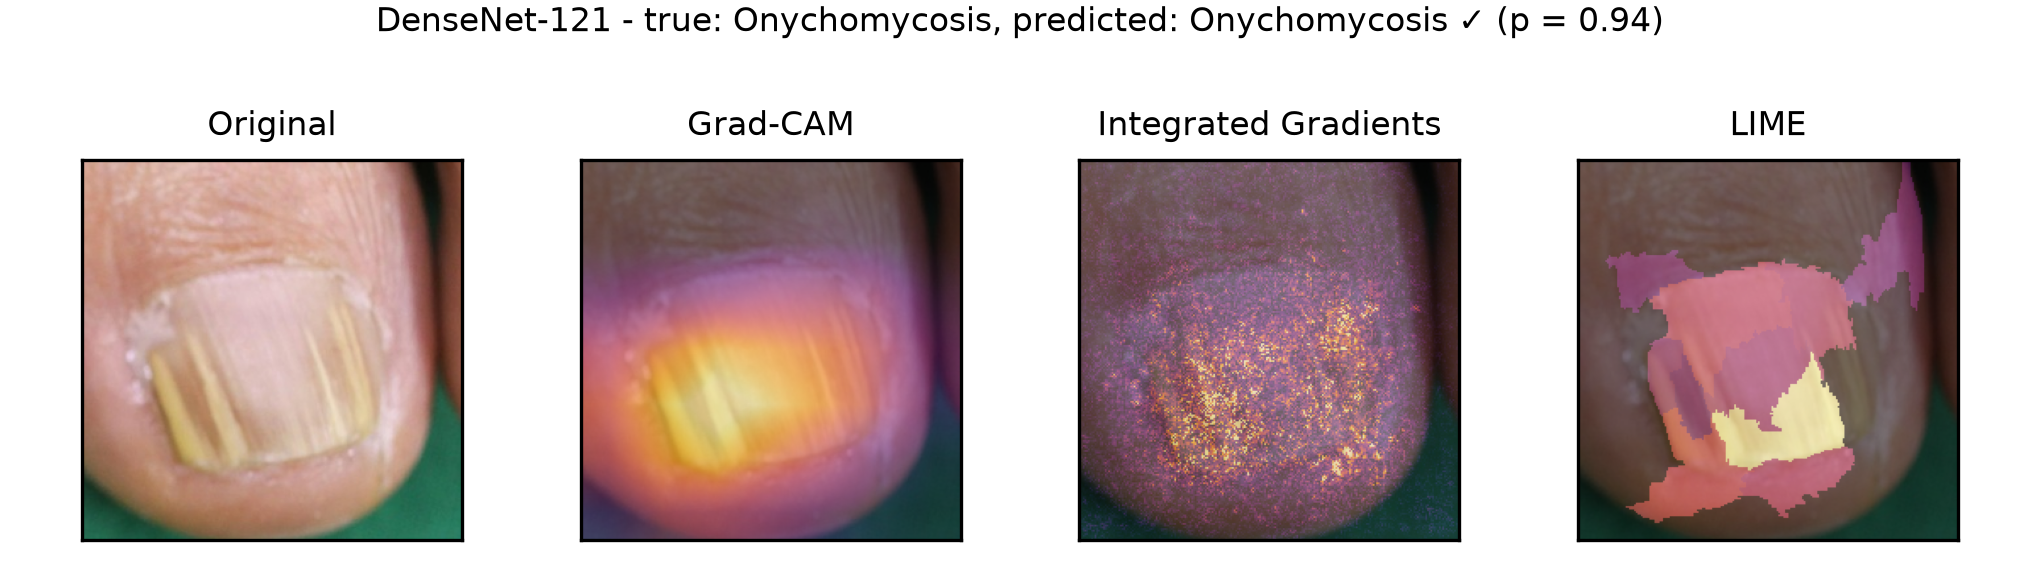 DenseNet-121 - true: Onychomycosis, predicted: Onychomycosis ✓ (p = 0.94)
Original
Grad-CAM
Integrated Gradients
LIME